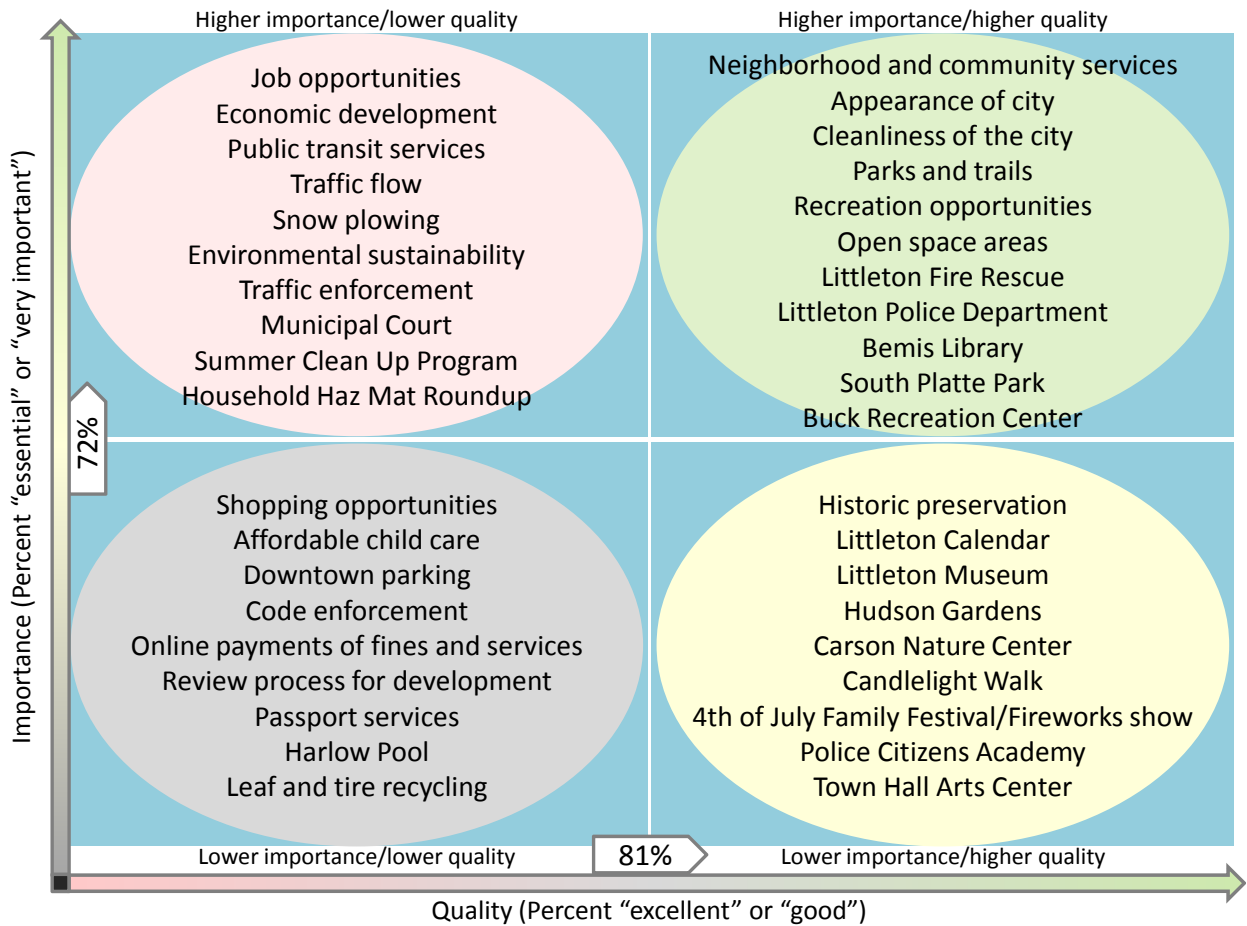 Higher importance/lower quality
Higher importance/higher quality
Job opportunities
Economic development
Public transit services
Traffic flow
Snow plowing
Environmental sustainability
Traffic enforcement
Municipal Court
Summer Clean Up Program
Household Haz Mat Roundup
Neighborhood and community services
Appearance of city
Cleanliness of the city
Parks and trails
Recreation opportunities
Open space areas
Littleton Fire Rescue
Littleton Police Department
Bemis Library
South Platte Park
Buck Recreation Center
Importance (Percent “essential” or “very important”)
72%
Shopping opportunities
Affordable child care
Downtown parking
Code enforcement
Online payments of fines and services
Review process for development
Passport services
Harlow Pool
Leaf and tire recycling
Historic preservation
Littleton Calendar
Littleton Museum
Hudson Gardens
Carson Nature Center
Candlelight Walk
4th of July Family Festival/Fireworks show
Police Citizens Academy
Town Hall Arts Center
Lower importance/lower quality
81%
Lower importance/higher quality
Quality (Percent “excellent” or “good”)